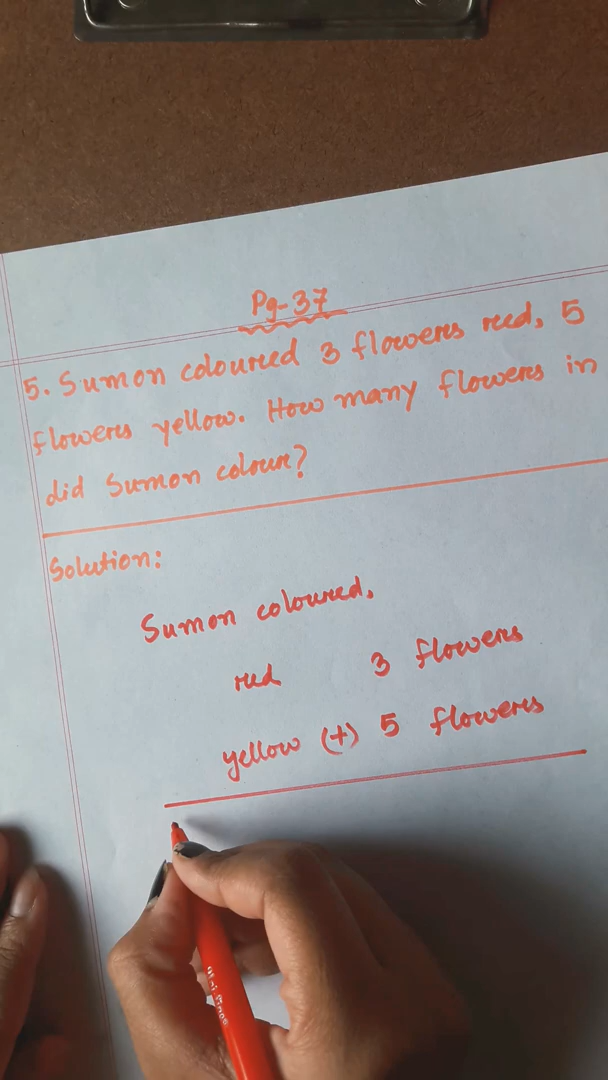 Pg-37
5. Sumon coloured 3 flowers red, 5
flowers yellow. How many flowers in
did Sumon colour?
Solution:
Sumon coloured,
red 3 flowers
yellow (+) 5 flowers